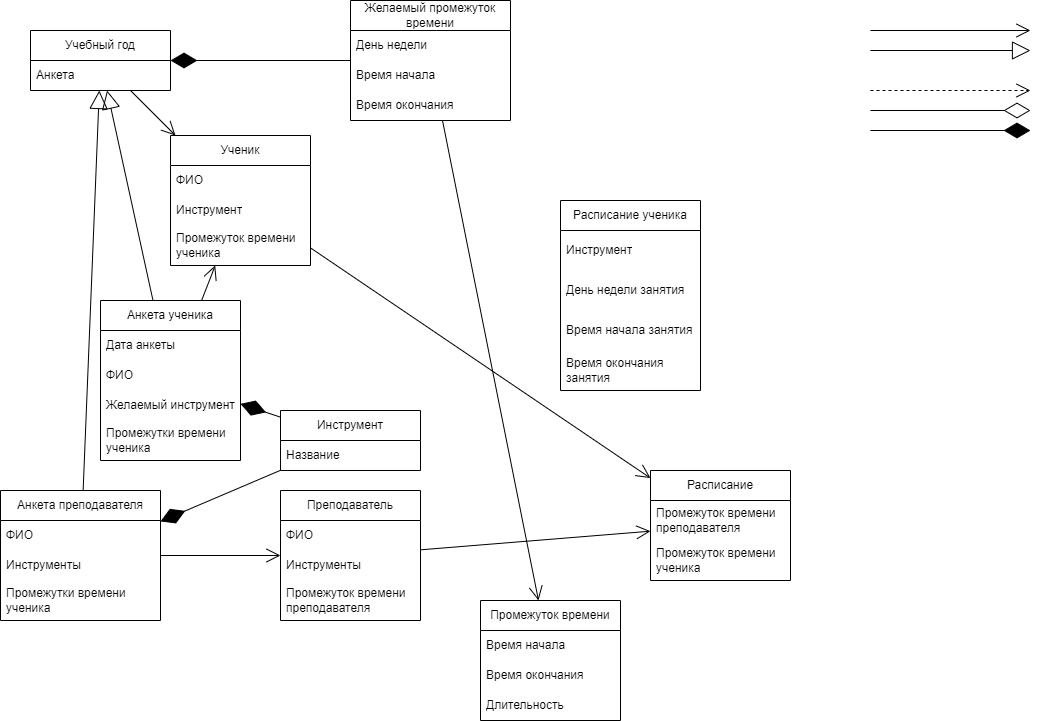 Учебный год
Анкета
Желаемый промежуток
времени
День недели
Время начала
Время окончания
Ученик
ФИО
Инструмент
Промежуток времени
ученика
Расписание ученика
Инструмент
День недели занятия
Время начала занятия
Время окончания
занятия
Анкета ученика
Дата анкеты
ФИО
Желаемый инструмент
Промежутки времени
ученика
Инструмент
Название
Анкета преподавателя
ФИО
Инструменты
Промежутки времени
ученика
Преподаватель
ФИО
Инструменты
Промежуток времени
преподавателя
Расписание
Промежуток времени
преподавателя
Промежуток времени
ученика
Промежуток времени
Время начала
Время окончания
Длительность